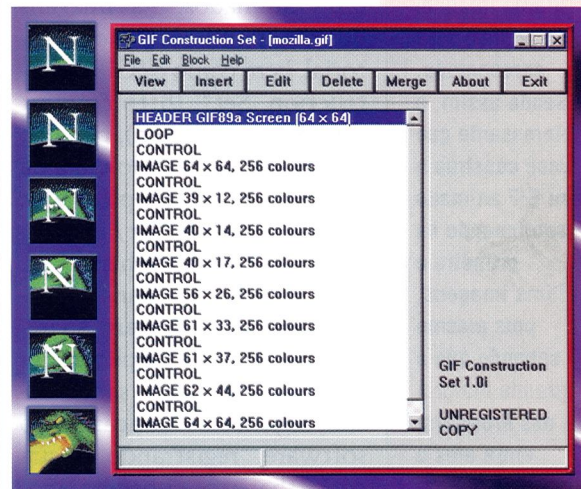 N
N
N
N
N
GIF Construction Set - [mozilla.gif]
File Edit Block Help
View Insert Edit Delete Merge About Exit
HEADER GIF89a Screen (64 × 64)
LOOP
CONTROL
IMAGE 64 × 64, 256 colours
CONTROL
IMAGE 39 × 12, 256 colours
CONTROL
IMAGE 40 × 14, 256 colours
CONTROL
IMAGE 40 × 17, 256 colours
CONTROL
IMAGE 56 × 26, 256 colours
CONTROL
IMAGE 61 × 33, 256 colours
CONTROL
IMAGE 61 × 37, 256 colours
CONTROL
IMAGE 62 × 44, 256 colours
CONTROL
IMAGE 64 × 64, 256 colours
GIF Construction
Set 1.0i
UNREGISTERED
COPY